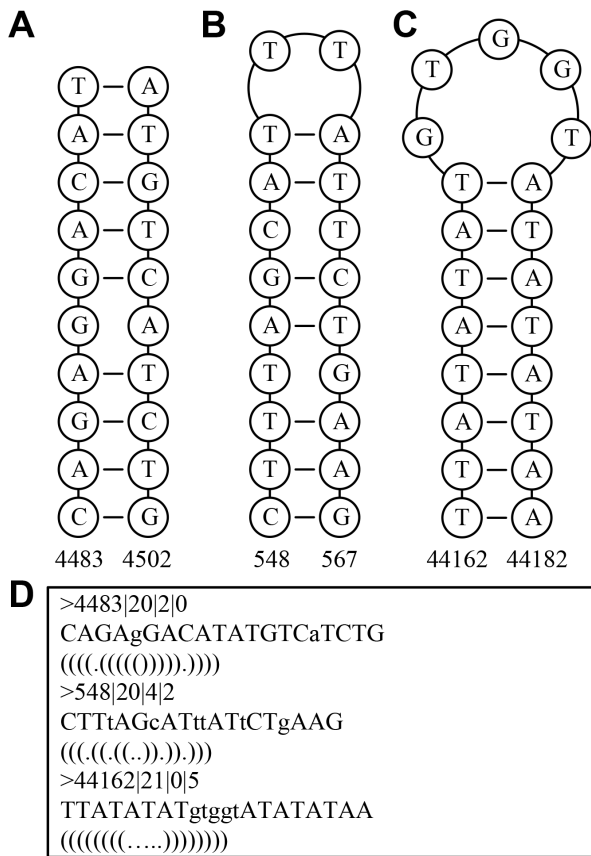 A
T A
A T
C G
A T
G C
G A
A T
G C
A T
C G
4483 4502
B
T T
T A
A T
C T
G C
A T
T G
T A
T A
C G
548 567
C
G
T G
G T
T A
A T
T A
A T
T A
A T
T A
T A
44162 44182
D
>4483|20|2|0
CAGAgGACATATGTCaTCTG
((((.((((())))).))))
>548|20|4|2
CTTtAGcATttATtCTgAAG
(((.((.((..)).)).)))
>44162|21|0|5
TTATATATgtggtATATATAA
((((((((…..))))))))